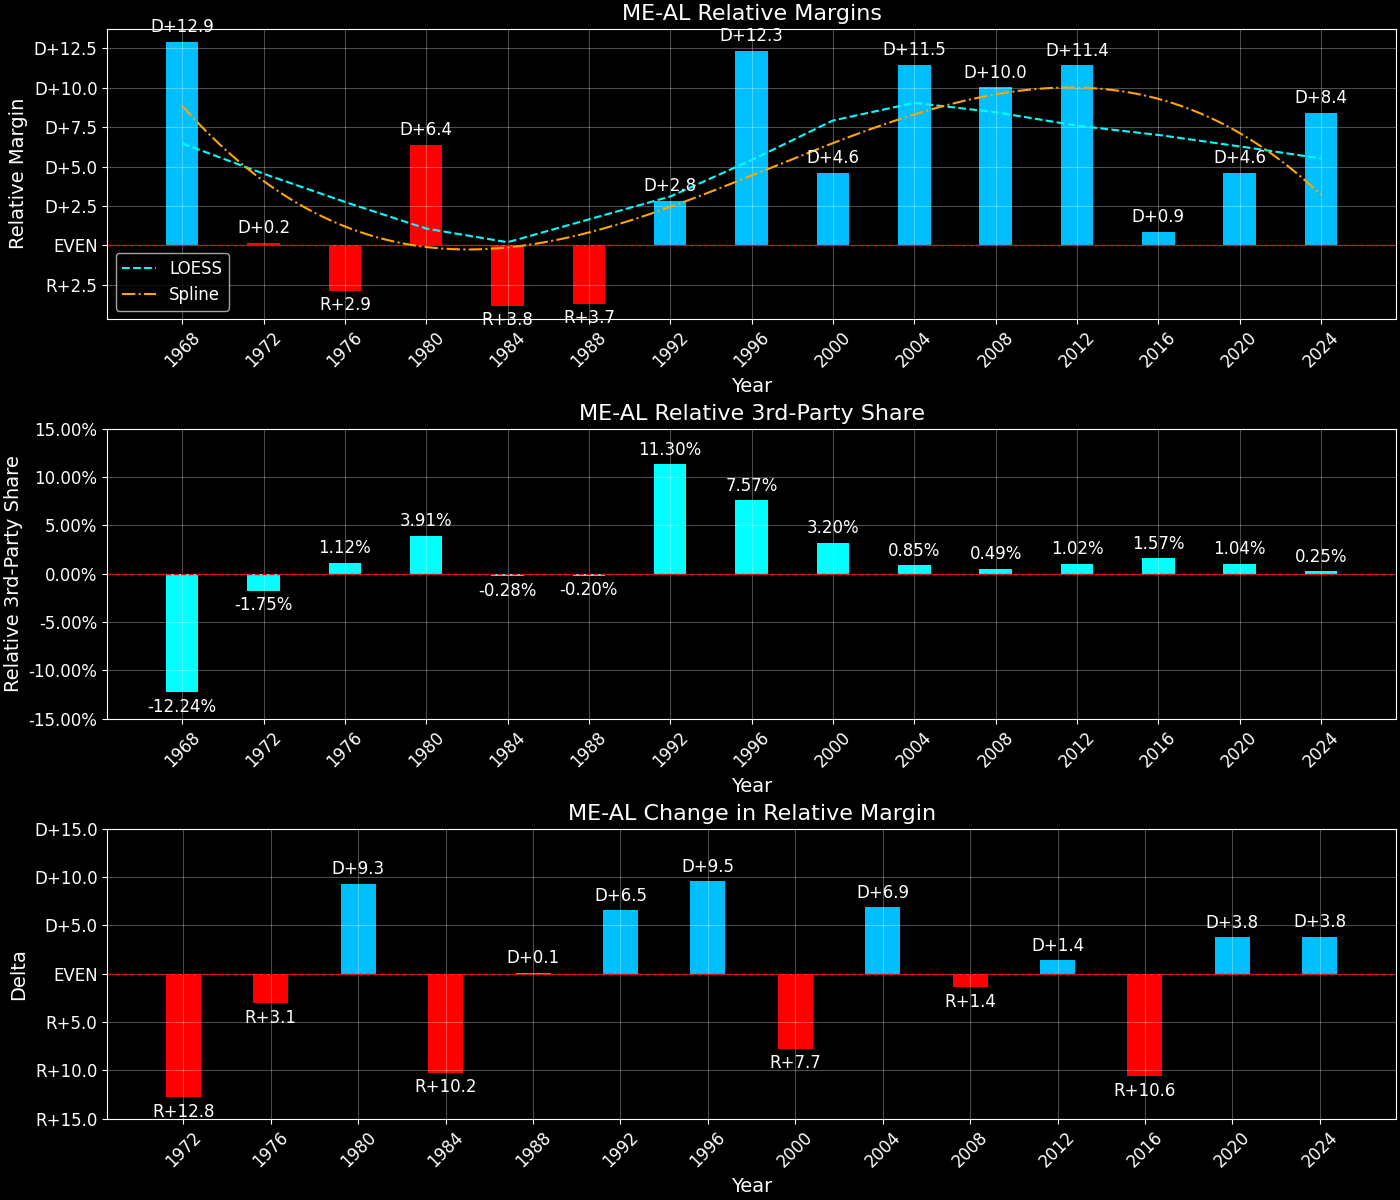 ME-AL Relative Margins
Relative Margin
D+12.5
D+10.0
D+7.5
D+5.0
D+2.5
EVEN
R+2.5
D+12.9
D+0.2
R+2.9
D+6.4
R+3.8
R+3.7
D+2.8
D+12.3
D+4.6
D+11.5
D+10.0
D+11.4
D+0.9
D+4.6
D+8.4
LOESS
Spline
1968 1972 1976 1980 1984 1988 1992 1996 2000 2004 2008 2012 2016 2020 2024
Year
ME-AL Relative 3rd-Party Share
Relative 3rd-Party Share
15.00%
10.00%
5.00%
0.00%
-5.00%
-10.00%
-15.00%
-12.24%
-1.75%
1.12%
3.91%
-0.28%
-0.20%
11.30%
7.57%
3.20%
0.85%
0.49%
1.02%
1.57%
1.04%
0.25%
1968 1972 1976 1980 1984 1988 1992 1996 2000 2004 2008 2012 2016 2020 2024
Year
ME-AL Change in Relative Margin
Delta
D+15.0
D+10.0
D+5.0
EVEN
R+5.0
R+10.0
R+15.0
R+12.8
R+3.1
D+9.3
R+10.2
D+0.1
D+6.5
D+9.5
R+7.7
D+6.9
R+1.4
D+1.4
R+10.6
D+3.8
D+3.8
1972 1976 1980 1984 1988 1992 1996 2000 2004 2008 2012 2016 2020 2024
Year